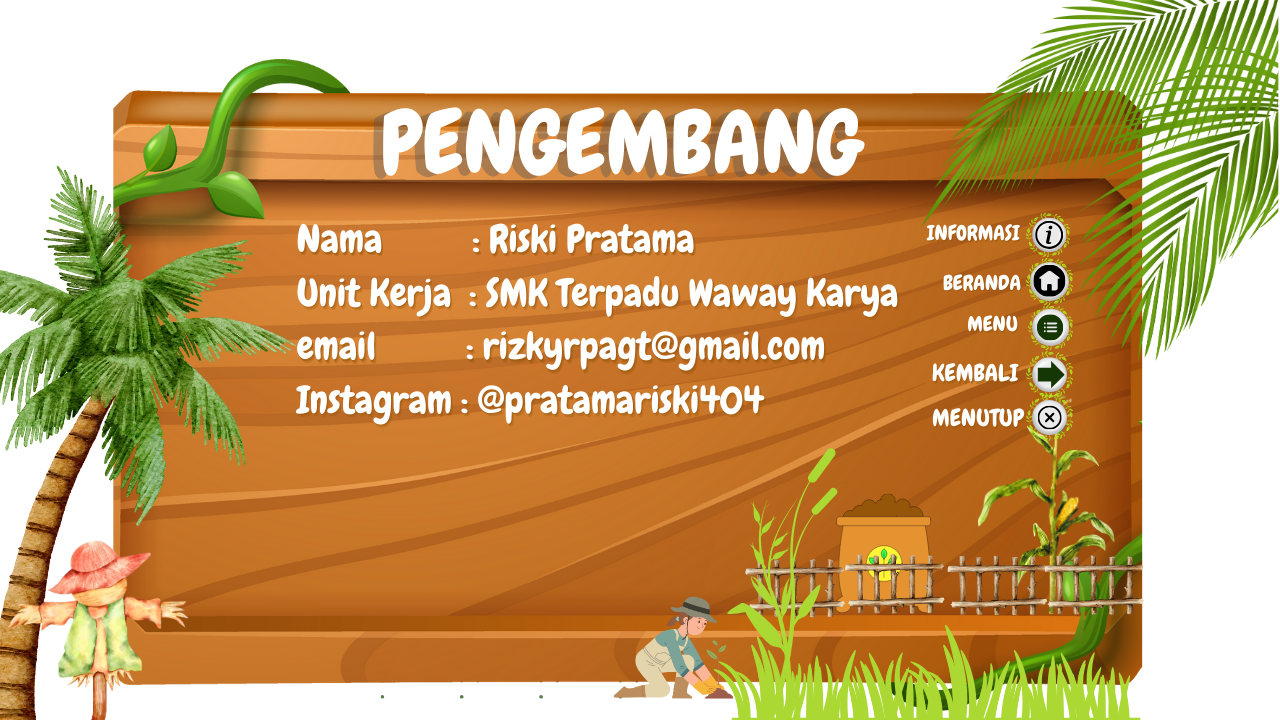 PENGEMBANG
Nama : Riski Pratama
Unit Kerja : SMK Terpadu Waway Karya
email : rizkyrpagt@gmail.com
Instagram : @pratamariski404
INFORMASI
BERANDA
MENU
KEMBALI
MENUTUP